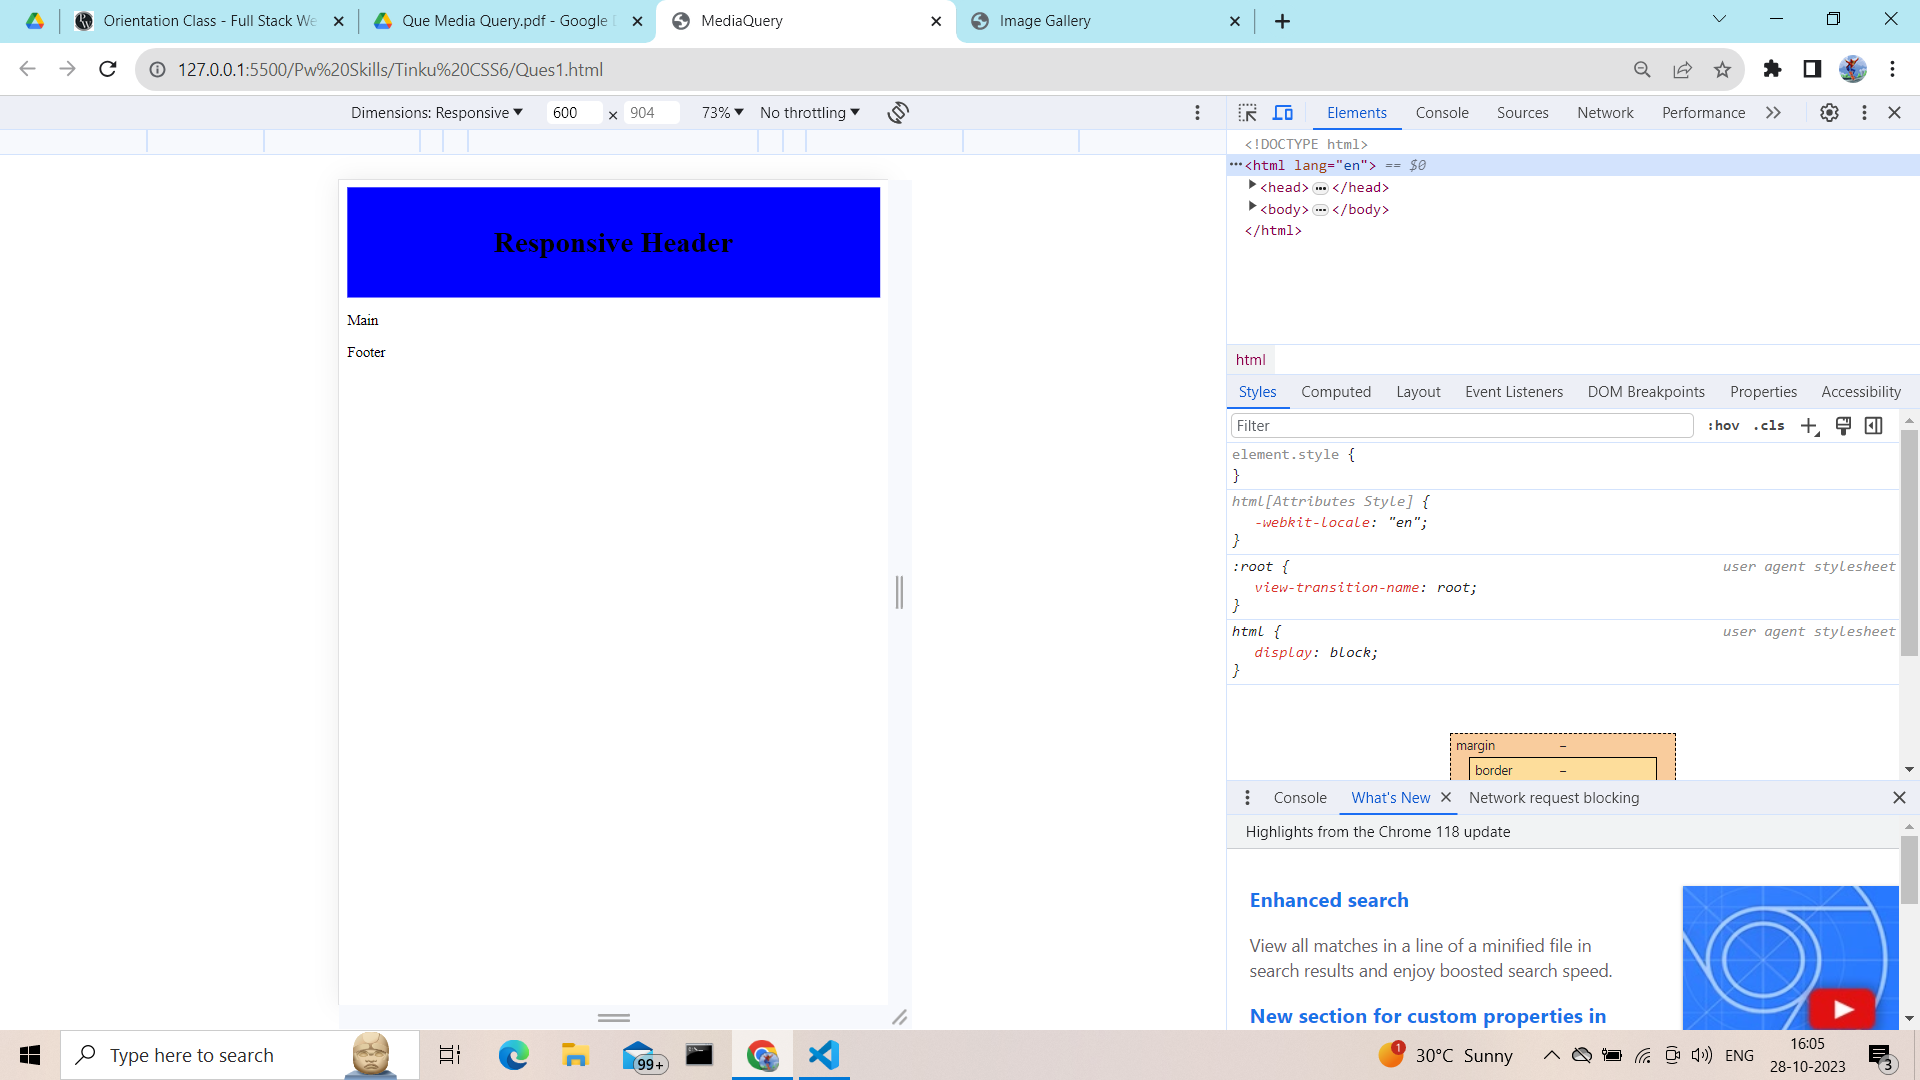 Orientation Class - Full Stack We
Que Media Query.pdf - Google
MediaQuery
Image Gallery
127.0.0.1:5500/Pw%20Skills/Tinku%20CSS6/Ques1.html
Dimensions: Responsive 600 × 904 73% No throttling
Elements Console Sources Network Performance
<!DOCTYPE html>
<html lang="en"> == $0
<head> ••• </head>
<body> ••• </body>
</html>
html
Styles Computed Layout Event Listeners DOM Breakpoints Properties Accessibility
Filter :hov .cls
element.style {
}
html[Attributes Style] {
-webkit-locale: "en";
}
:root { user agent stylesheet
view-transition-name: root;
}
html { user agent stylesheet
display: block;
}
margin –
border –
Console What's New Network request blocking
Highlights from the Chrome 118 update
Enhanced search
View all matches in a line of a minified file in
search results and enjoy boosted search speed.
New section for custom properties in
Responsive Header
Main
Footer
Type here to search
99+
1
30°C Sunny
ENG
16:05
28-10-2023
3